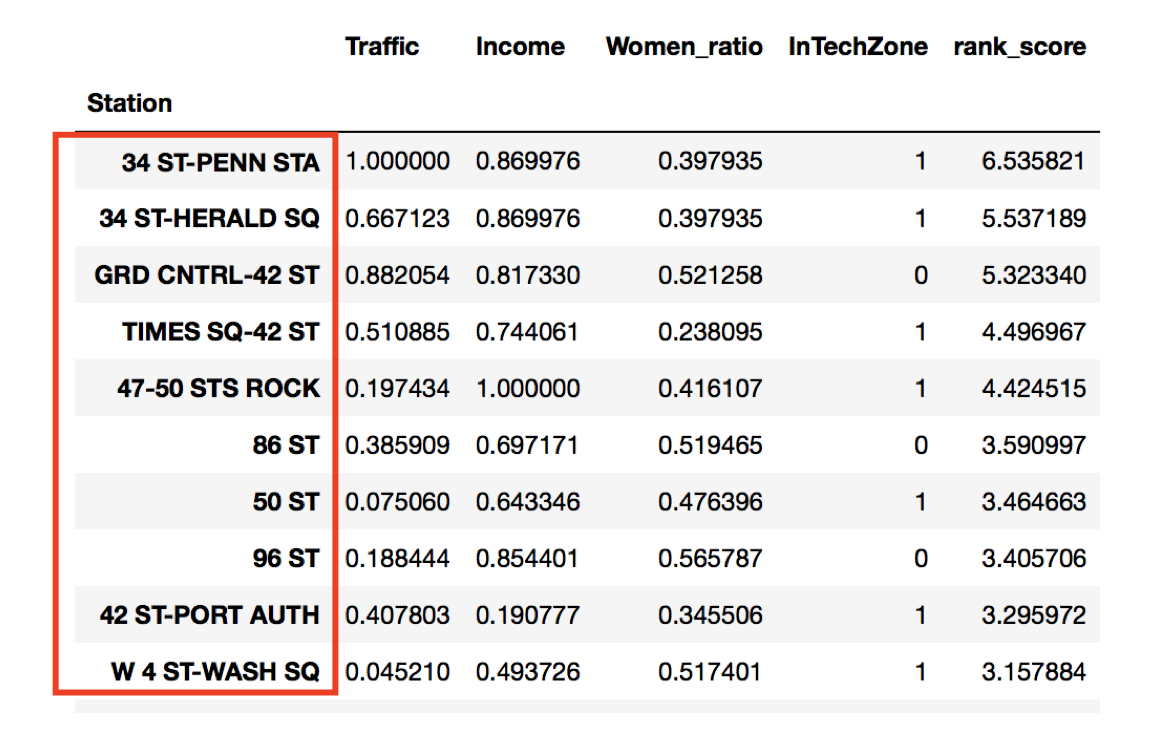 Traffic Income Women_ratio InTechZone rank_score
Station
34 ST-PENN STA 1.000000 0.869976 0.397935 1 6.535821
34 ST-HERALD SQ 0.667123 0.869976 0.397935 1 5.537189
GRD CNTRL-42 ST 0.882054 0.817330 0.521258 0 5.323340
TIMES SQ-42 ST 0.510885 0.744061 0.238095 1 4.496967
47-50 STS ROCK 0.197434 1.000000 0.416107 1 4.424515
86 ST 0.385909 0.697171 0.519465 0 3.590997
50 ST 0.075060 0.643346 0.476396 1 3.464663
96 ST 0.188444 0.854401 0.565787 0 3.405706
42 ST-PORT AUTH 0.407803 0.190777 0.345506 1 3.295972
W 4 ST-WASH SQ 0.045210 0.493726 0.517401 1 3.157884